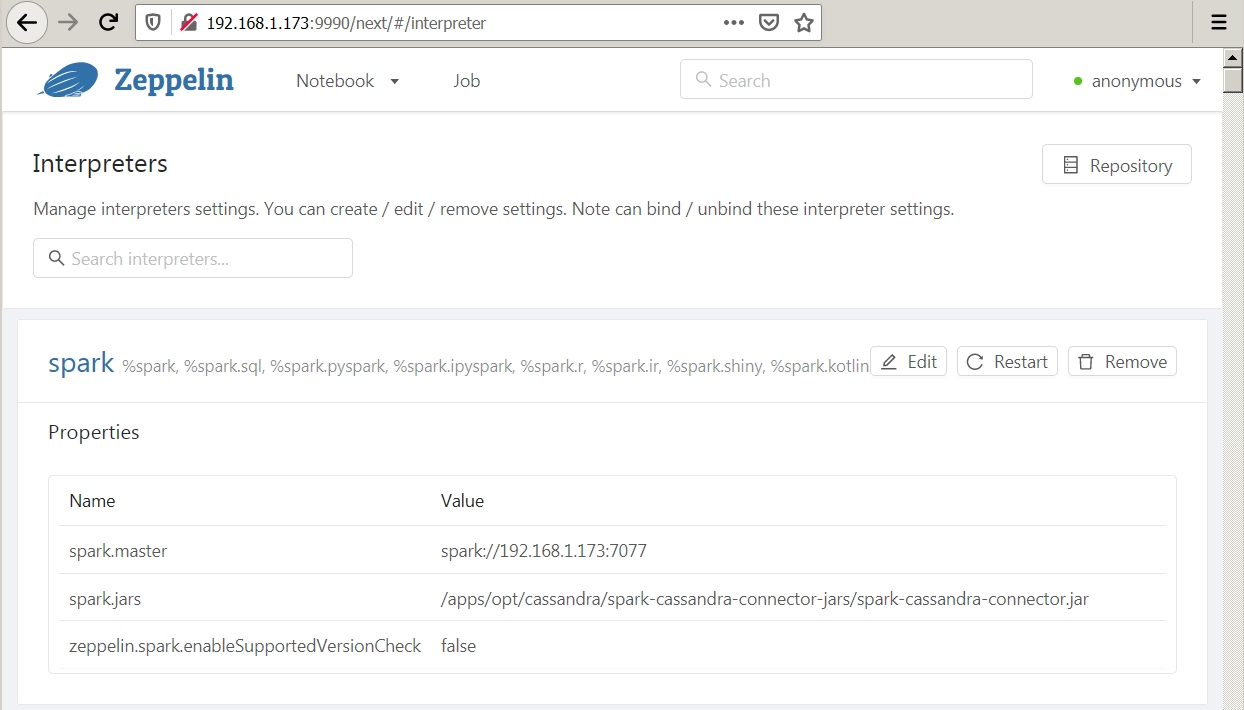 192.168.1.173:9990/next/#/interpreter
Zeppelin Notebook Job Search anonymous
Interpreters Repository
Manage interpreters settings. You can create / edit / remove settings. Note can bind / unbind these interpreter settings.
Search interpreters...
spark %spark, %spark.sql, %spark.pyspark, %spark.ipyspark, %spark.r, %spark.ir, %spark.shiny, %spark.kotlin Edit Restart Remove
Properties
Name Value
spark.master spark://192.168.1.173:7077
spark.jars /apps/opt/cassandra/spark-cassandra-connector-jars/spark-cassandra-connector.jar
zeppelin.spark.enableSupportedVersionCheck false